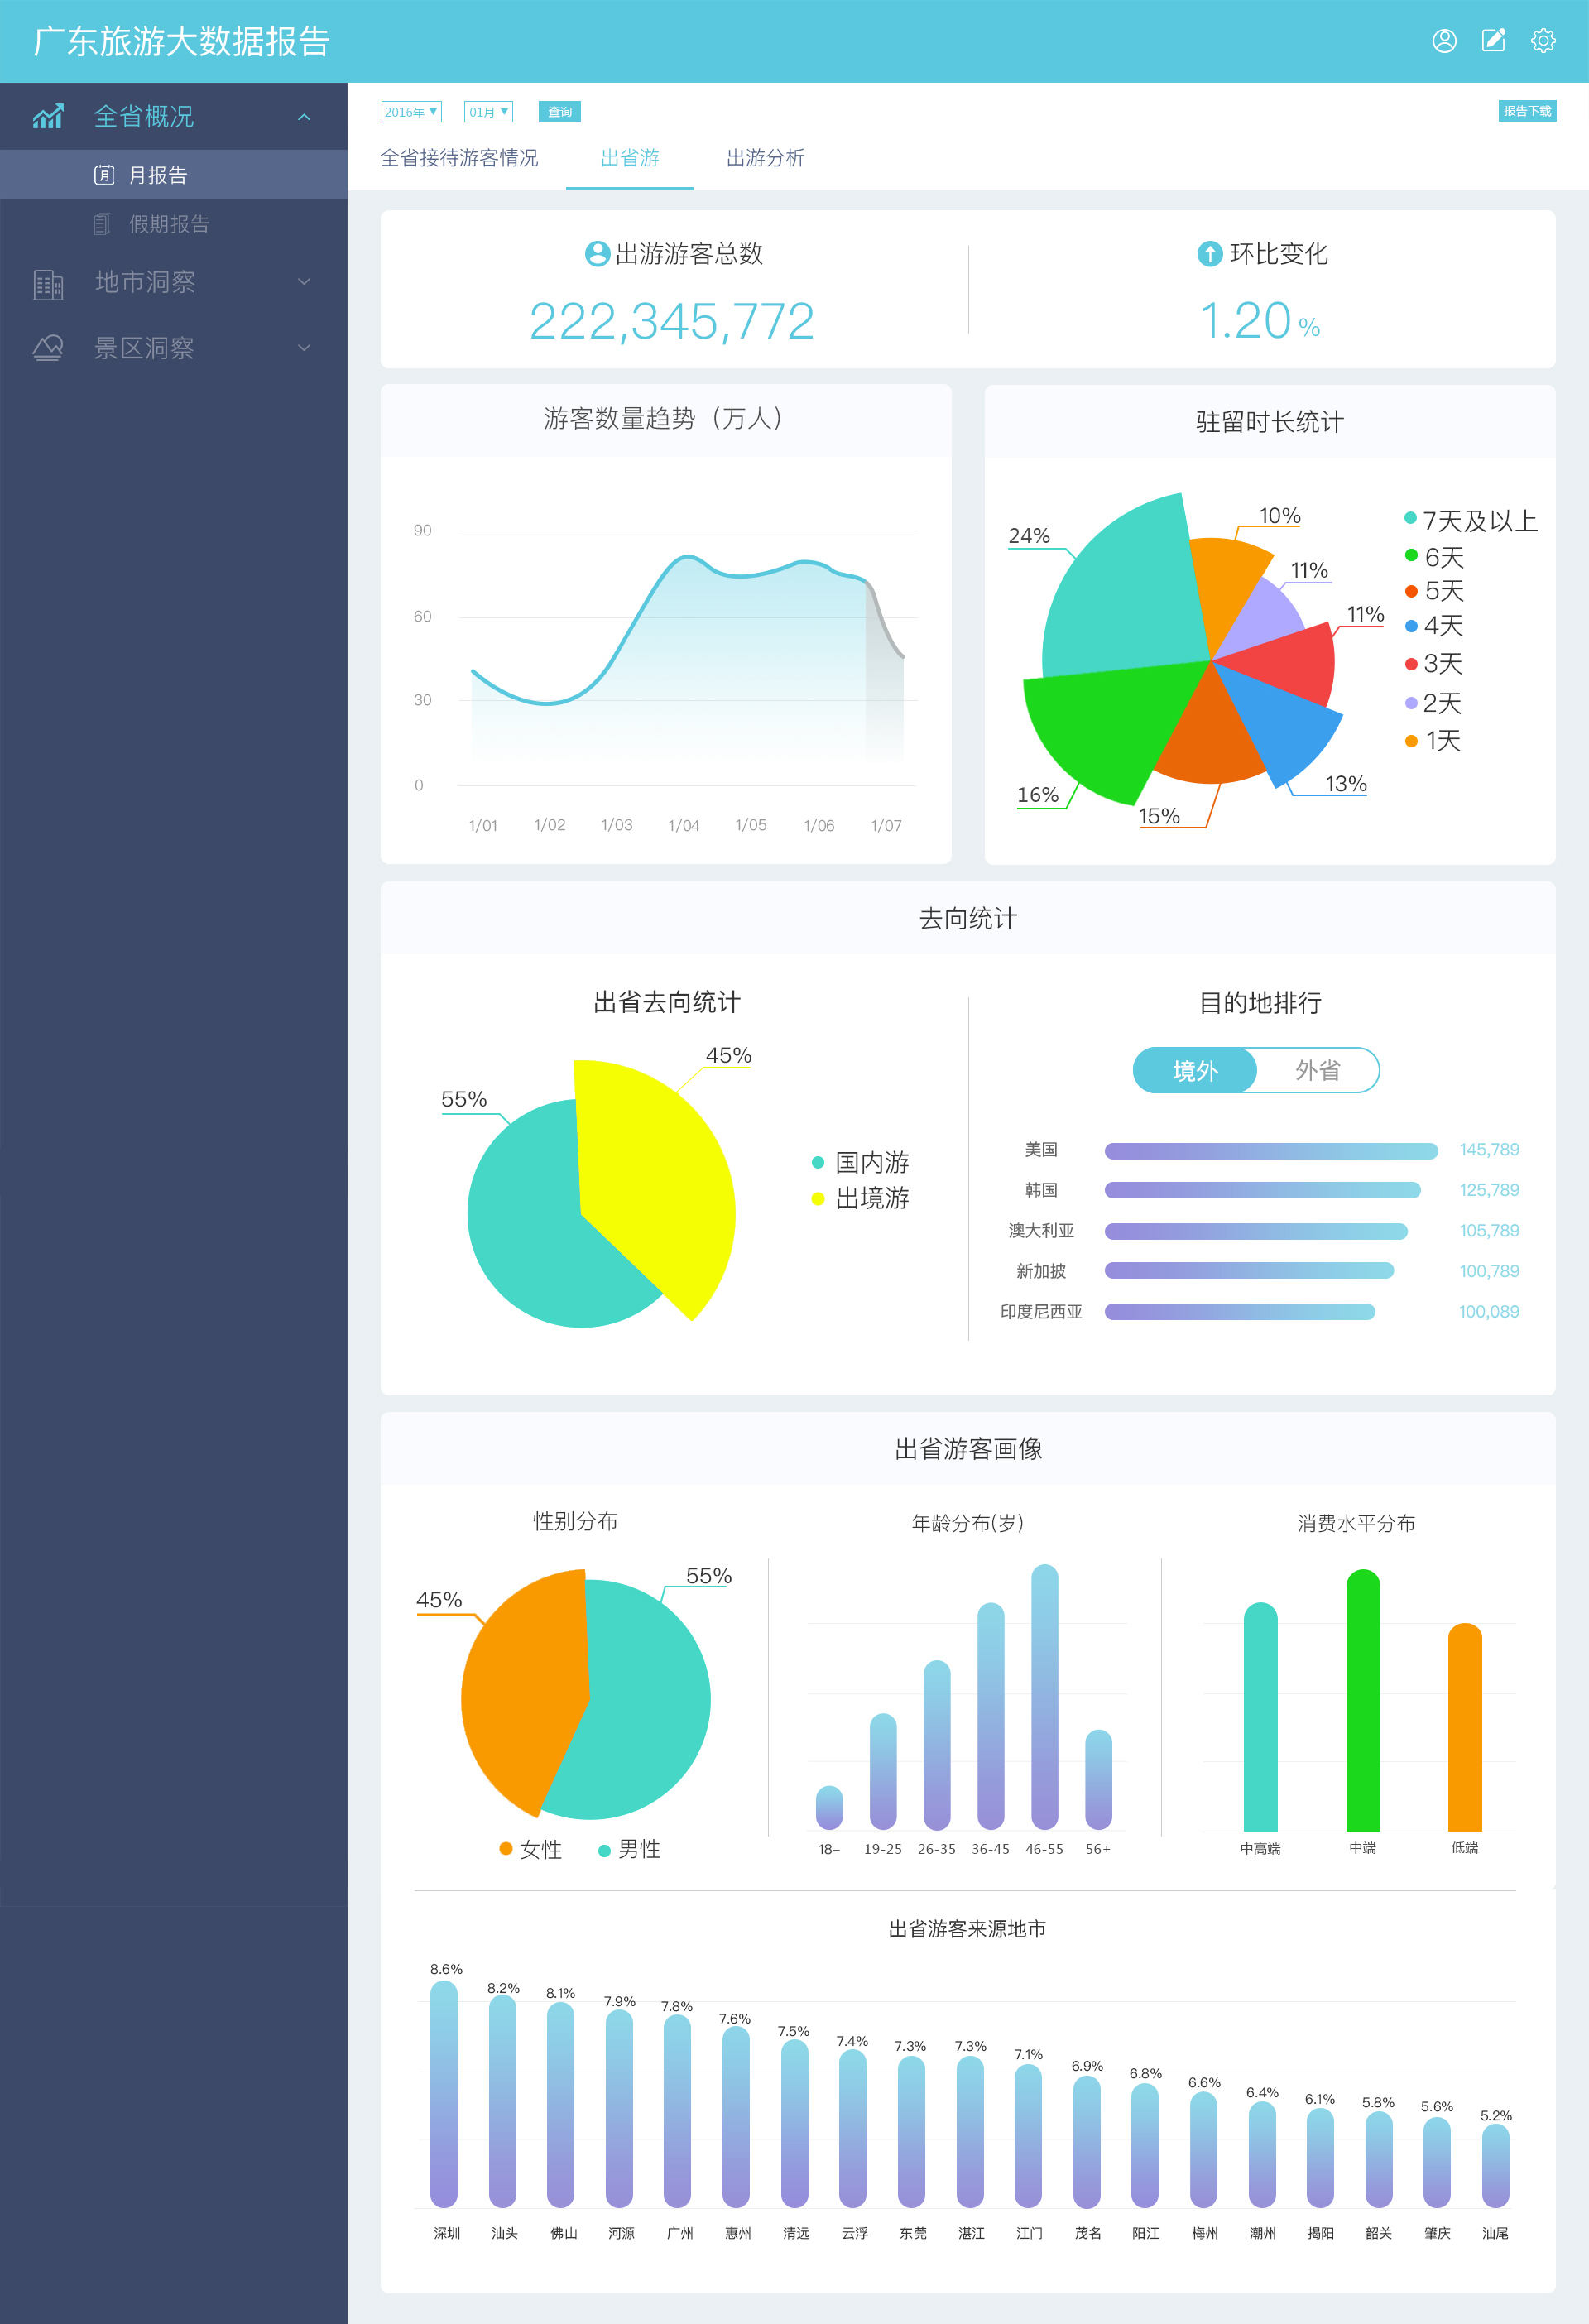 广东旅游大数据报告
全省概况
月
月报告
假期报告
地市洞察
景区洞察
2016年 01月 查询 报告下载
全省接待游客情况 出省游 出游分析
出游游客总数 环比变化
222,345,772 1.20 %
游客数量趋势（万人）
90
60
30
0
1/01 1/02 1/03 1/04 1/05 1/06 1/07
驻留时长统计
24%
10%
11%
11%
13%
15%
16%
7天及以上
6天
5天
4天
3天
2天
1天
去向统计
出省去向统计
45%
55%
国内游
出境游
目的地排行
境外 外省
美国 145,789
韩国 125,789
澳大利亚 105,789
新加披 100,789
印度尼西亚 100,089
出省游客画像
性别分布
45%
55%
女性 男性
年龄分布(岁)
18– 19-25 26-35 36-45 46-55 56+
消费水平分布
中高端 中端 低端
出省游客来源地市
8.6% 8.2% 8.1% 7.9% 7.8% 7.6% 7.5% 7.4% 7.3% 7.3% 7.1% 6.9% 6.8% 6.6% 6.4% 6.1% 5.8% 5.6% 5.2%
深圳 汕头 佛山 河源 广州 惠州 清远 云浮 东莞 湛江 江门 茂名 阳江 梅州 潮州 揭阳 韶关 肇庆 汕尾